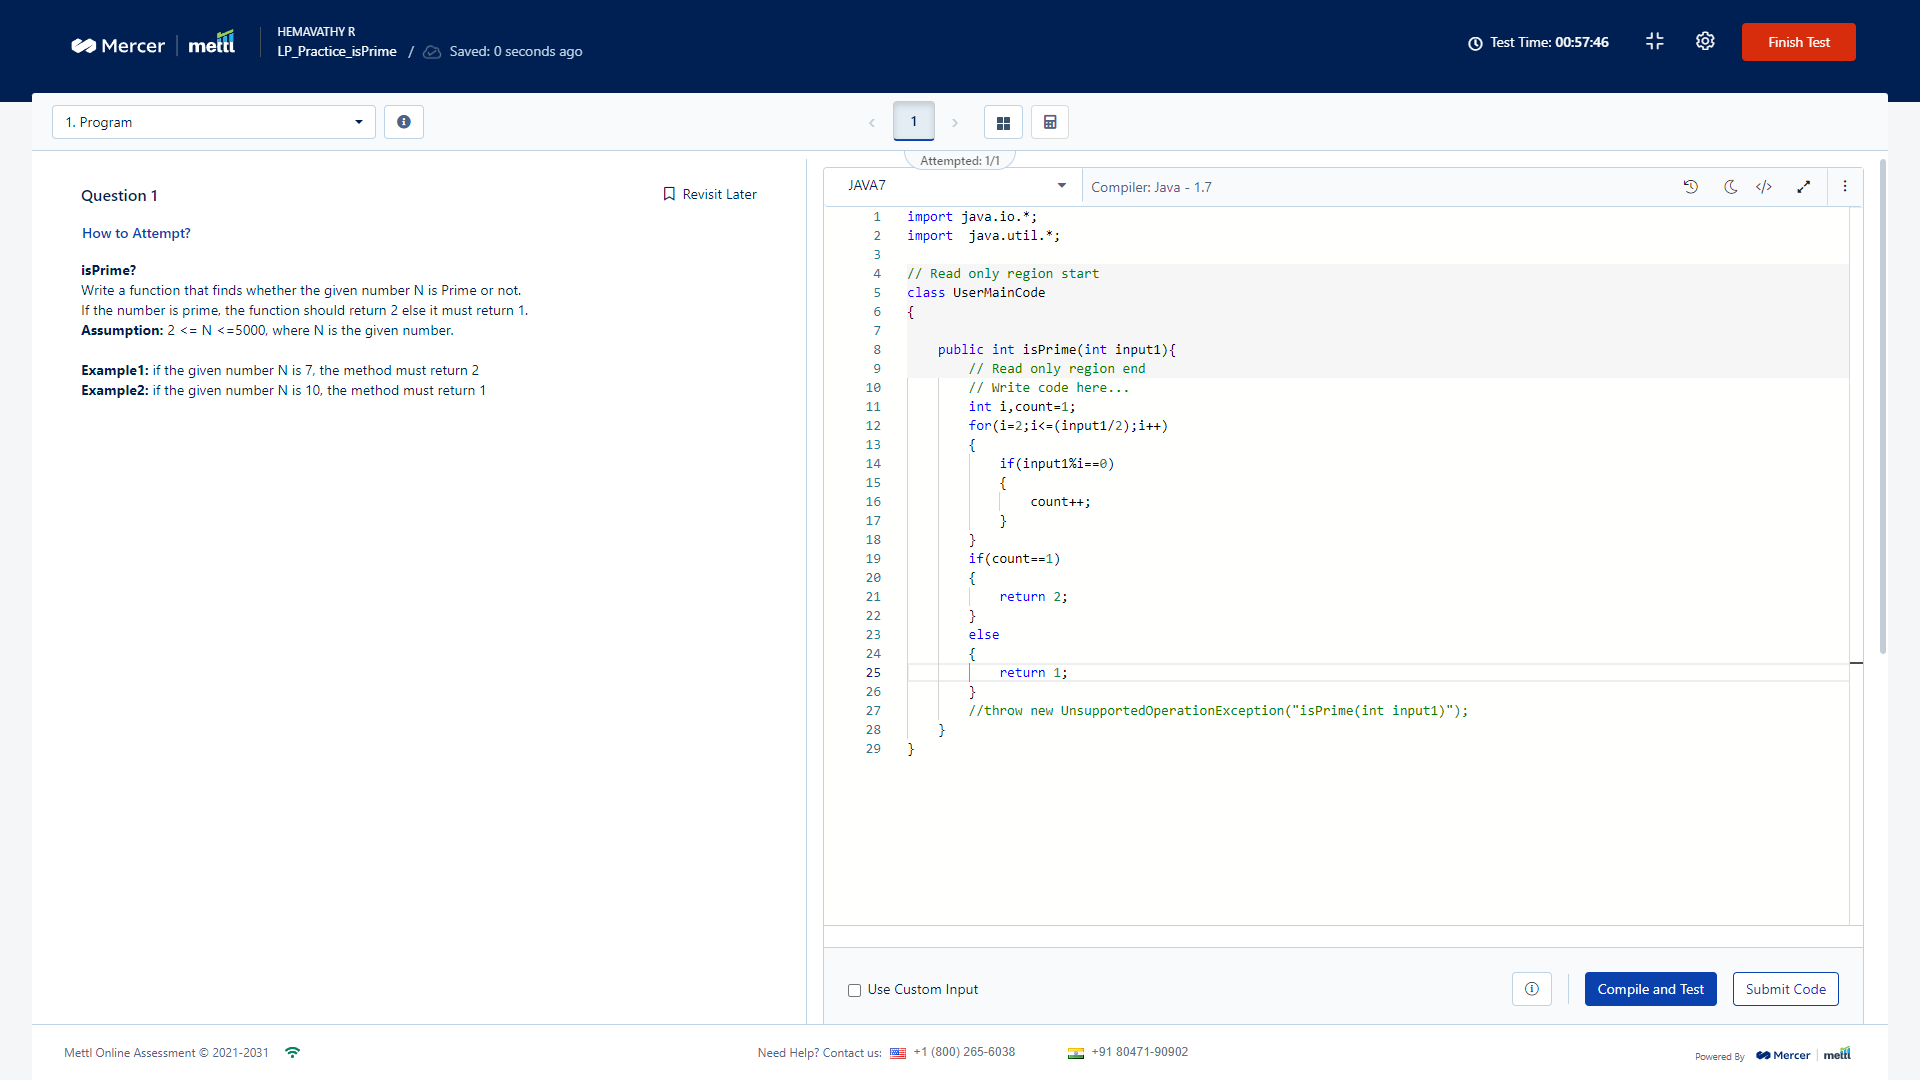 Mercer | mettl
HEMAVATHY R
LP_Practice_isPrime / Saved: 0 seconds ago
Test Time: 00:57:46
Finish Test
1. Program
1
Attempted: 1/1
Question 1
Revisit Later
How to Attempt?
isPrime?
Write a function that finds whether the given number N is Prime or not.
If the number is prime, the function should return 2 else it must return 1.
Assumption: 2 <= N <=5000, where N is the given number.
Example1: if the given number N is 7, the method must return 2
Example2: if the given number N is 10, the method must return 1
JAVA7
Compiler: Java - 1.7
1 import java.io.*;
2 import  java.util.*;
3
4 // Read only region start
5 class UserMainCode
6 {
7
8     public int isPrime(int input1){
9         // Read only region end
10         // Write code here...
11         int i,count=1;
12         for(i=2;i<=(input1/2);i++)
13         {
14             if(input1%i==0)
15             {
16                 count++;
17             }
18         }
19         if(count==1)
20         {
21             return 2;
22         }
23         else
24         {
25             return 1;
26         }
27         //throw new UnsupportedOperationException("isPrime(int input1)");
28     }
29 }
Use Custom Input
Compile and Test
Submit Code
Mettl Online Assessment © 2021-2031
Need Help? Contact us: +1 (800) 265-6038
+91 80471-90902
Powered By Mercer | mettl